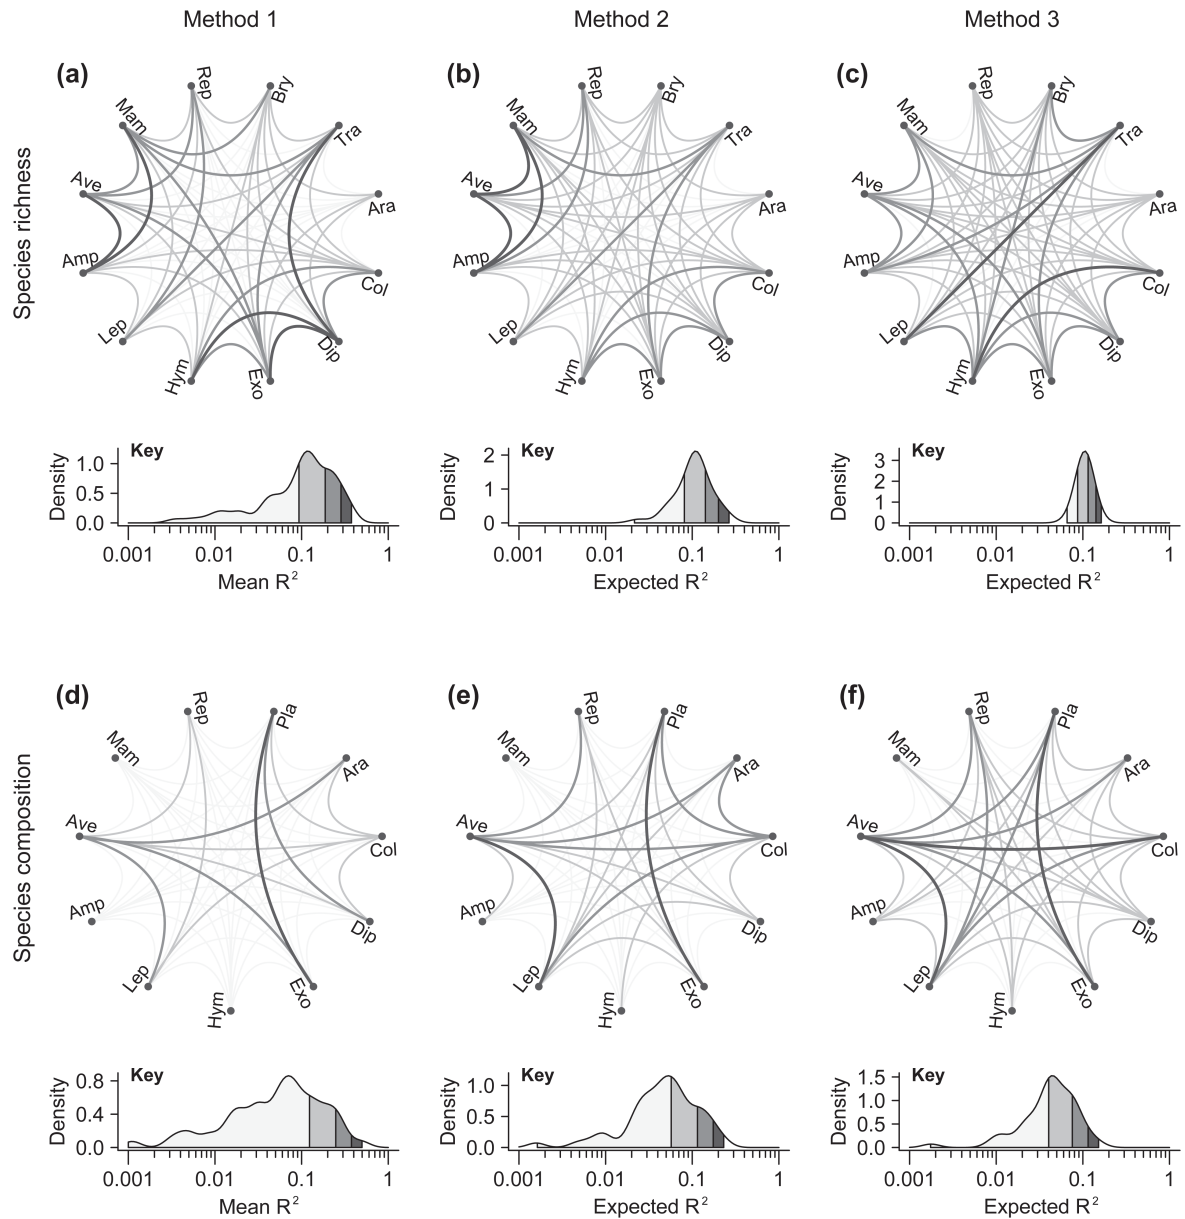 Method 1 Method 2 Method 3
Species richness
(a) (b) (c)
Rep Bry Tra Ara Col Dip Exo Hym Lep Amp Ave Mam
Rep Bry Tra Ara Col Dip Exo Hym Lep Amp Ave Mam
Rep Bry Tra Ara Col Dip Exo Hym Lep Amp Ave Mam
Key
Density
1.0
0.5
0.0
0.001 0.01 0.1 1
Mean R²
Key
Density
2
1
0
0.001 0.01 0.1 1
Expected R²
Key
Density
3
2
1
0
0.001 0.01 0.1 1
Expected R²
Species composition
(d) (e) (f)
Rep Pla Ara Col Dip Exo Hym Lep Amp Ave Mam
Rep Pla Ara Col Dip Exo Hym Lep Amp Ave Mam
Rep Pla Ara Col Dip Exo Hym Lep Amp Ave Mam
Key
Density
0.8
0.4
0.0
0.001 0.01 0.1 1
Mean R²
Key
Density
1.0
0.5
0.0
0.001 0.01 0.1 1
Expected R²
Key
Density
1.5
1.0
0.5
0.0
0.001 0.01 0.1 1
Expected R²